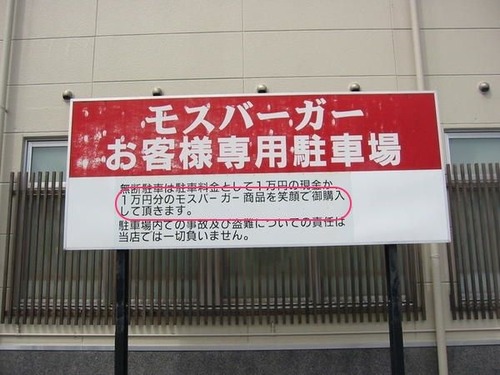 モスバーガー
お客様専用駐車場
無断駐車は駐車料金として1万円の現金か
1万円分のモスバーガー商品を笑顔で御購入
して頂きます。
駐車場内での事故及び盗難についての責任は
当店では一切負いません。